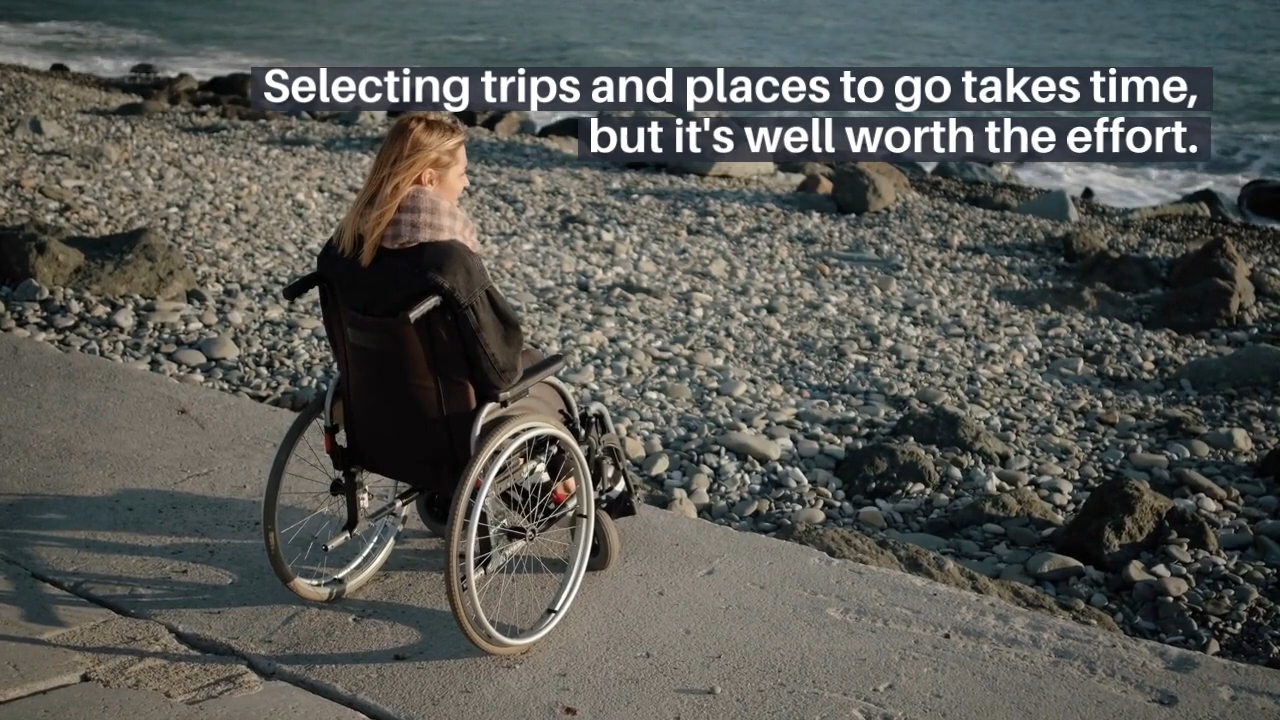 Selecting trips and places to go takes time,
but it's well worth the effort.